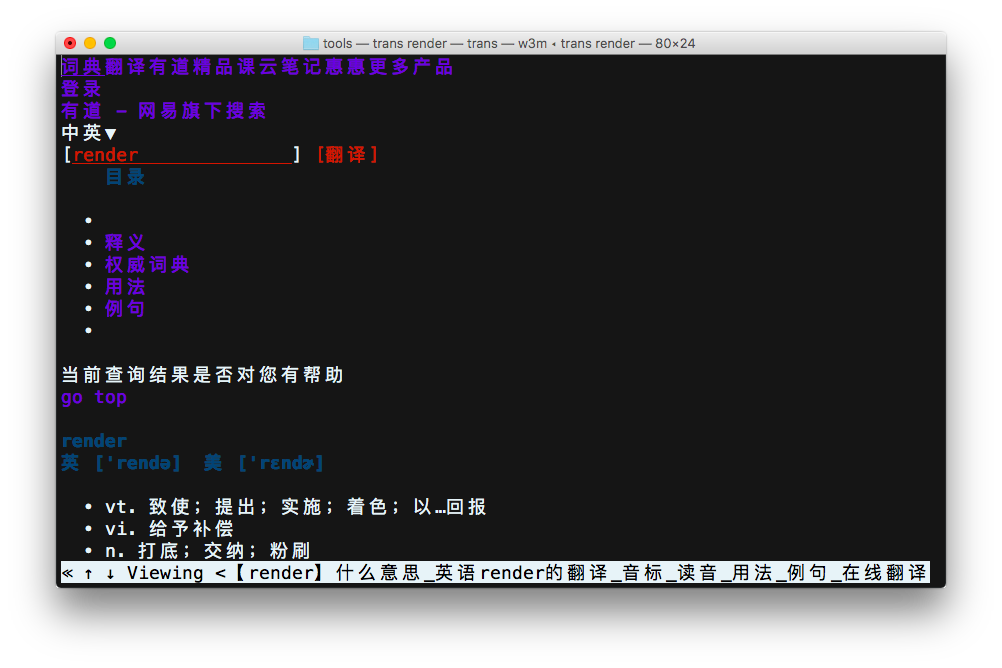 tools — trans render — trans — w3m ◂ trans render — 80×24
词典翻译有道精品课云笔记惠惠更多产品
登录
有道 - 网易旗下搜索
中英▼
[render] [翻译]
目录
•
• 释义
• 权威词典
• 用法
• 例句
•
当前查询结果是否对您有帮助
go top
render
英 ['rendə] 美 ['rɛndɚ]
• vt. 致使；提出；实施；着色；以…回报
• vi. 给予补偿
• n. 打底；交纳；粉刷
≪ ↑ ↓ Viewing <【render】什么意思_英语render的翻译_音标_读音_用法_例句_在线翻译